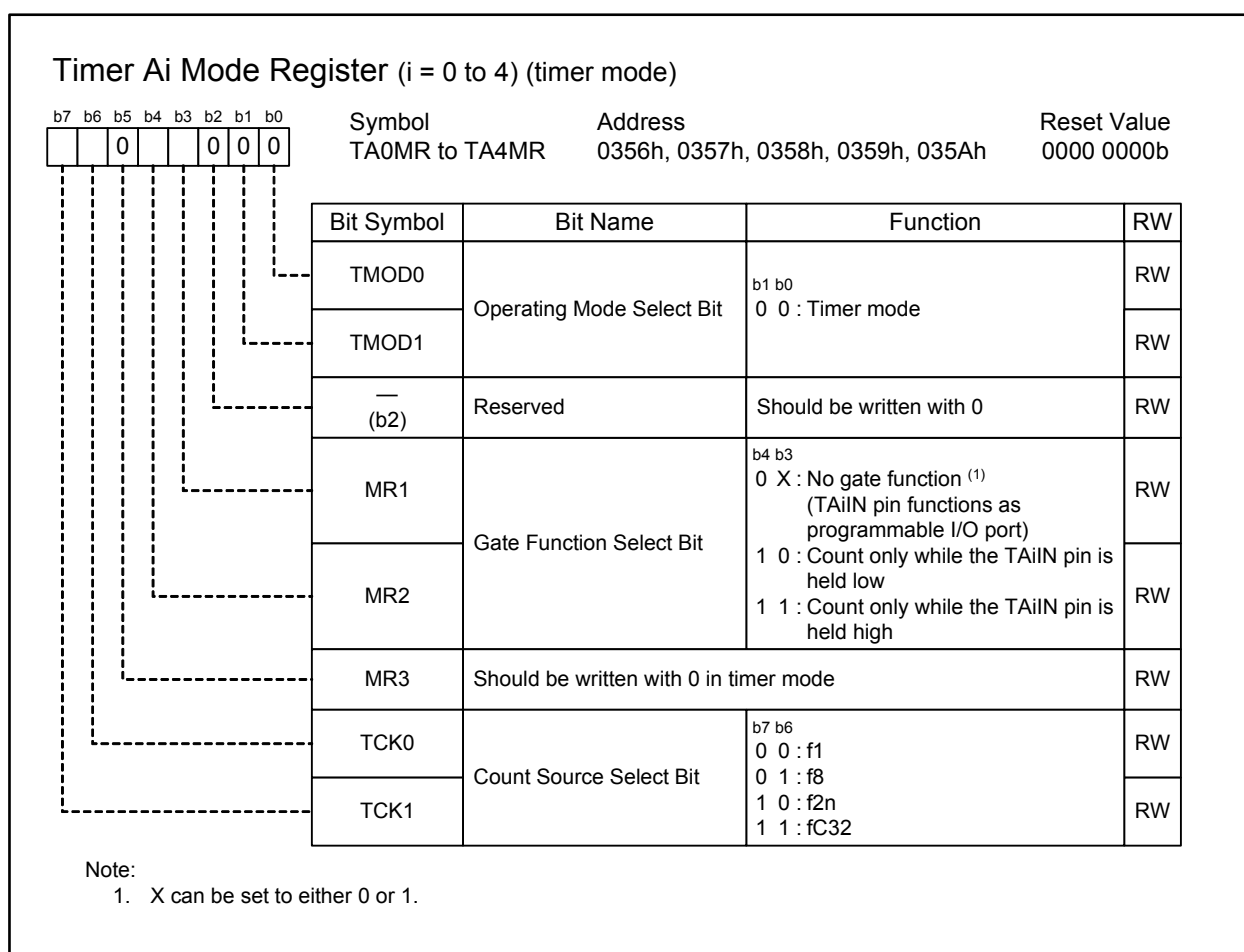 Timer Ai Mode Register (i = 0 to 4) (timer mode)
b7 b6 b5 b4 b3 b2 b1 b0
0 0 0 0
Symbol Address Reset Value
TA0MR to TA4MR 0356h, 0357h, 0358h, 0359h, 035Ah 0000 0000b
Bit Symbol Bit Name Function RW
TMOD0 RW
Operating Mode Select Bit
b1 b0
0 0 : Timer mode
TMOD1 RW
—
(b2)
Reserved Should be written with 0 RW
MR1 RW
Gate Function Select Bit
b4 b3
0 X : No gate function (1)
(TAiIN pin functions as
programmable I/O port)
1 0 : Count only while the TAiIN pin is
held low
1 1 : Count only while the TAiIN pin is
held high
MR2 RW
MR3 Should be written with 0 in timer mode RW
TCK0 RW
Count Source Select Bit
b7 b6
0 0 : f1
0 1 : f8
1 0 : f2n
1 1 : fC32
TCK1 RW
Note:
1. X can be set to either 0 or 1.